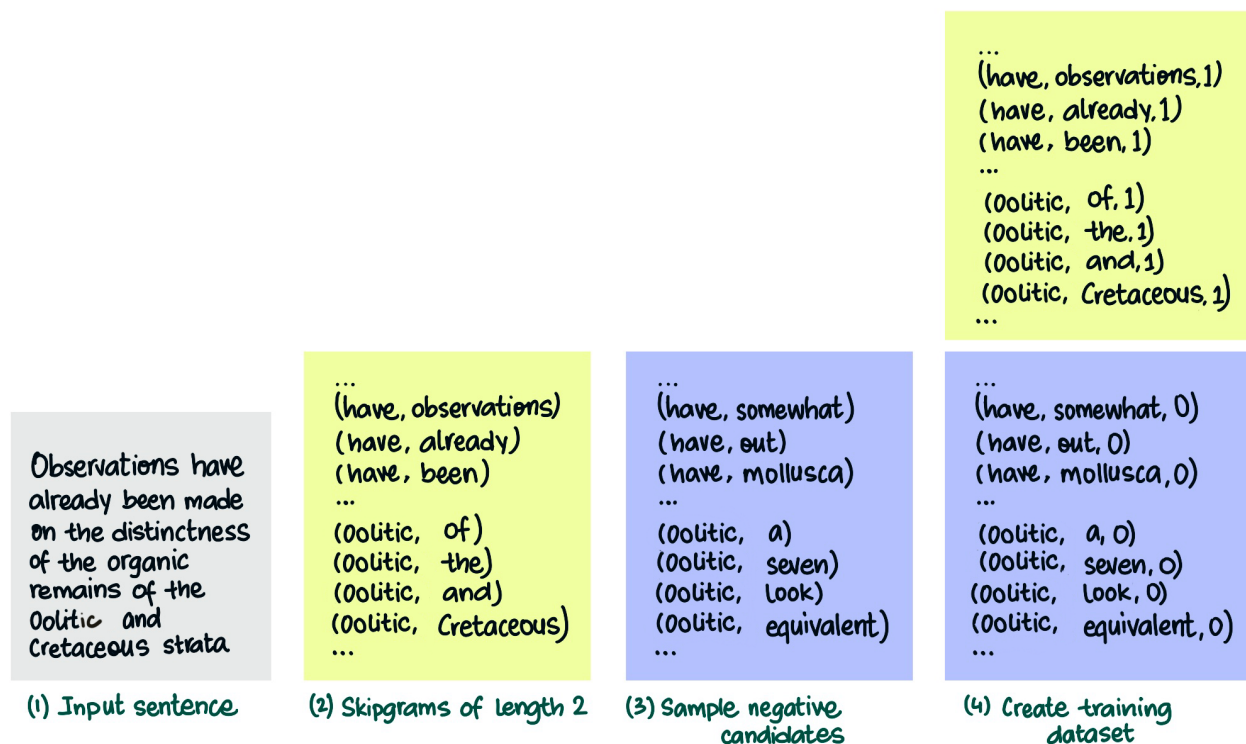 Observations have
already been made
on the distinctness
of the organic
remains of the
Oolitic and
Cretaceous strata
(1) Input sentence
...
(have, observations)
(have, already)
(have, been)
...
(Oolitic, of)
(Oolitic, the)
(Oolitic, and)
(Oolitic, Cretaceous)
...
(2) Skipgrams of length 2
...
(have, somewhat)
(have, out)
(have, mollusca)
...
(Oolitic, a)
(Oolitic, seven)
(Oolitic, look)
(Oolitic, equivalent)
...
(3) Sample negative
candidates
...
(have, observations, 1)
(have, already, 1)
(have, been, 1)
...
(Oolitic, of, 1)
(Oolitic, the, 1)
(Oolitic, and, 1)
(Oolitic, Cretaceous, 1)
...
...
(have, somewhat, 0)
(have, out, 0)
(have, mollusca, 0)
...
(Oolitic, a, 0)
(Oolitic, seven, 0)
(Oolitic, look, 0)
(Oolitic, equivalent, 0)
...
(4) Create training
dataset